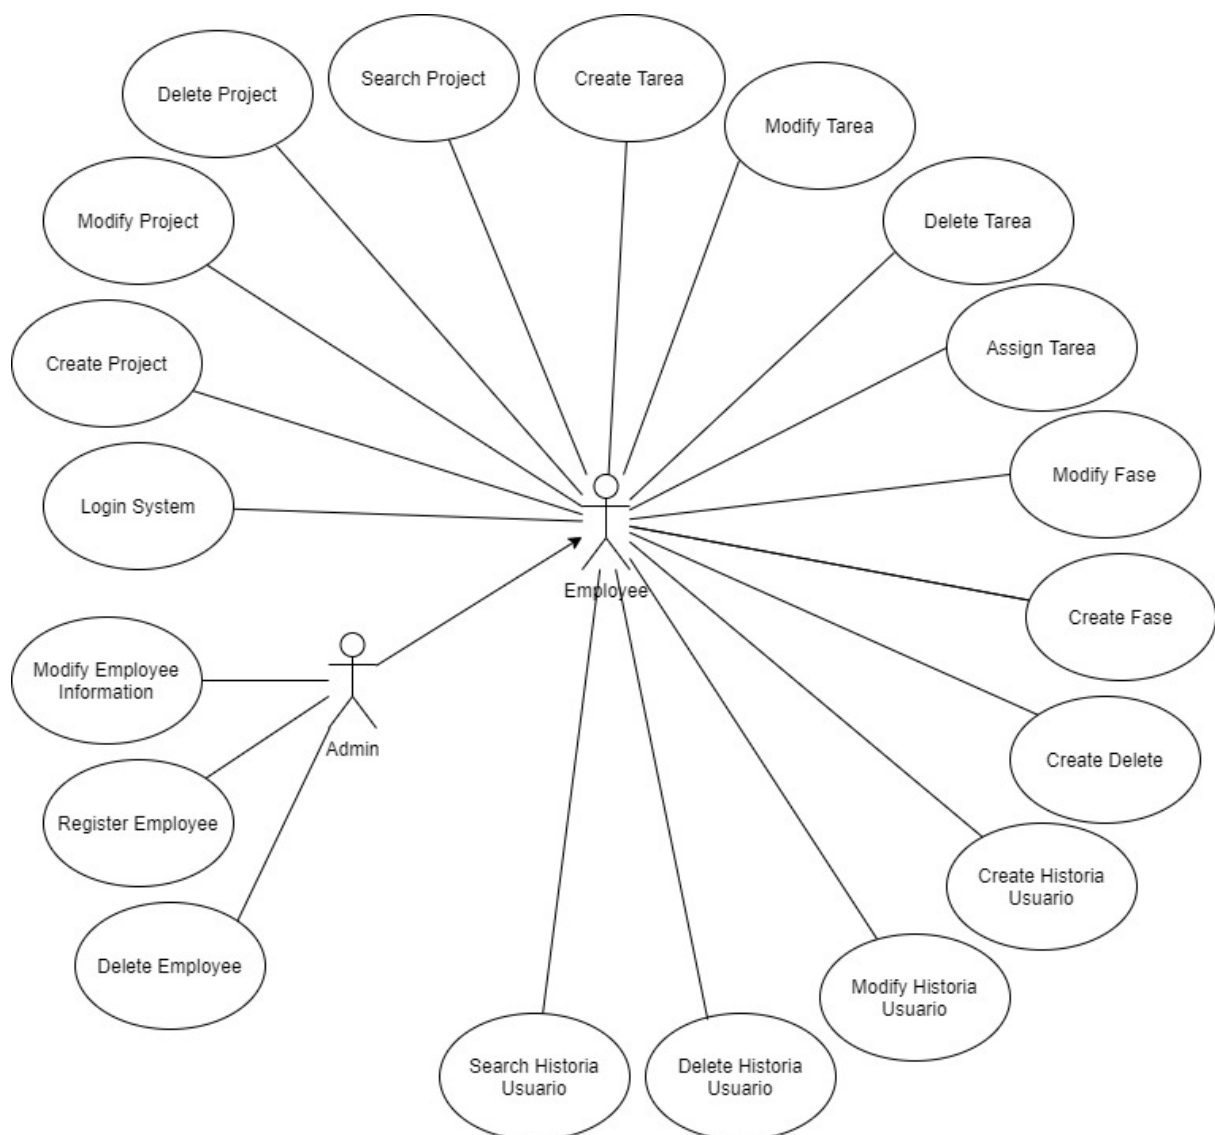 Search Project
Create Tarea
Delete Project
Modify Tarea
Modify Project
Delete Tarea
Assign Tarea
Create Project
Modify Fase
Login System
Employee
Create Fase
Modify Employee
Information
Admin
Create Delete
Register Employee
Create Historia
Usuario
Delete Employee
Modify Historia
Usuario
Search Historia
Usuario
Delete Historia
Usuario